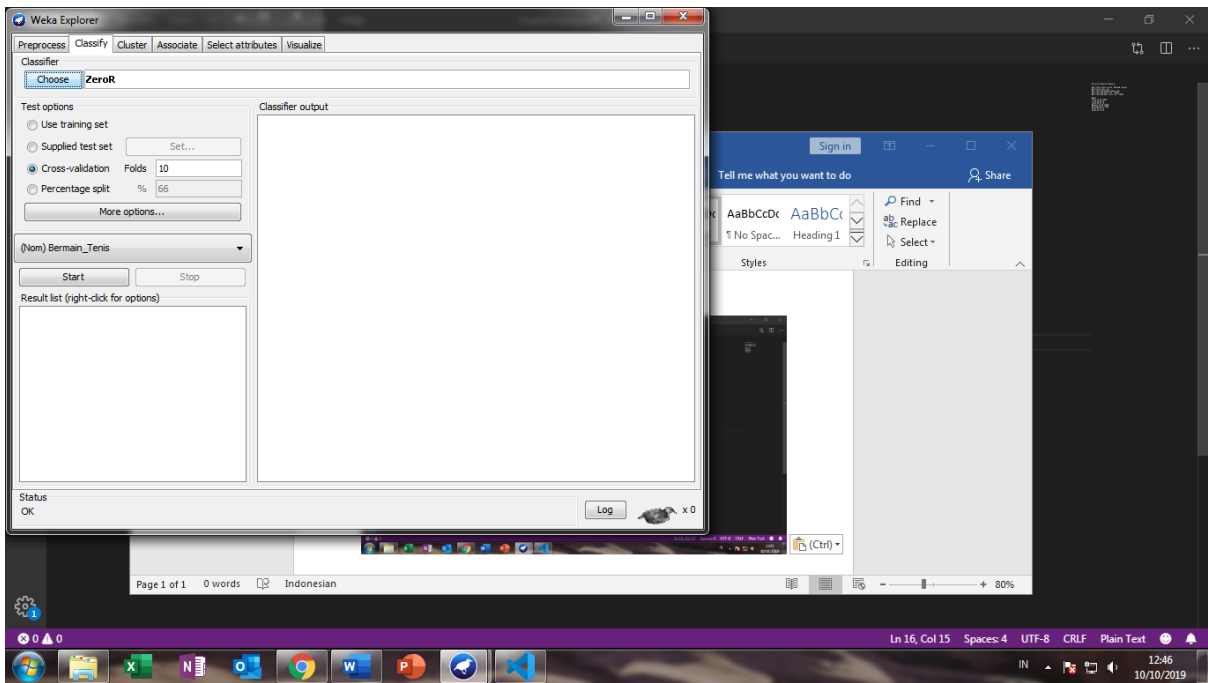 Weka Explorer
Preprocess Classify Cluster Associate Select attributes Visualize
Classifier
Choose ZeroR
Test options
Use training set
Supplied test set Set...
Cross-validation Folds 10
Percentage split % 66
More options...
(Nom) Bermain_Tenis
Start Stop
Result list (right-click for options)
Classifier output
Status
OK
Log x 0
Sign in
Tell me what you want to do Share
AaBbCcDc AaBbC
¶ No Spac... Heading 1
Styles
Find
Replace
Select
Editing
(Ctrl)
Page 1 of 1 0 words Indonesian 80%
1
0 0 Ln 16, Col 15 Spaces: 4 UTF-8 CRLF Plain Text
IN 12:46
10/10/2019